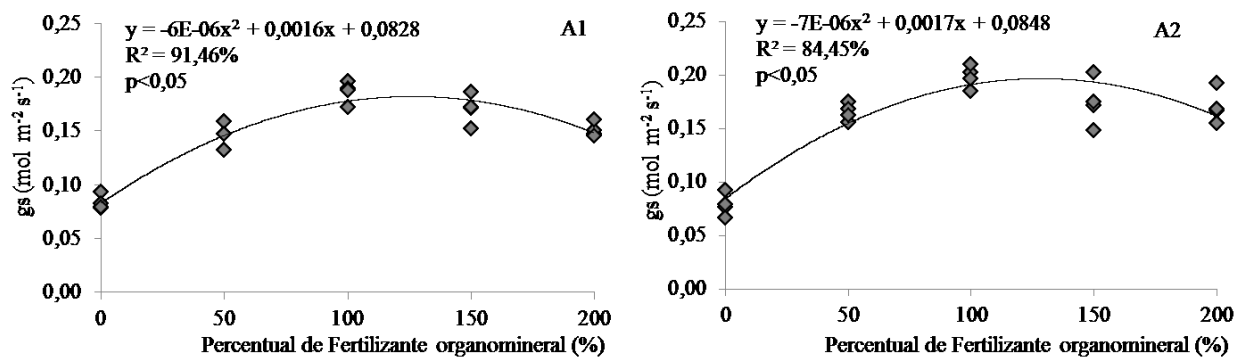 y = -6E-06x² + 0,0016x + 0,0828
R² = 91,46%
p<0,05
A1
gs (mol m⁻² s⁻¹)
0,25
0,20
0,15
0,10
0,05
0,00
0 50 100 150 200
Percentual de Fertilizante organomineral (%)
y = -7E-06x² + 0,0017x + 0,0848
R² = 84,45%
p<0,05
A2
gs (mol m⁻² s⁻¹)
0,25
0,20
0,15
0,10
0,05
0,00
0 50 100 150 200
Percentual de Fertilizante organomineral (%)